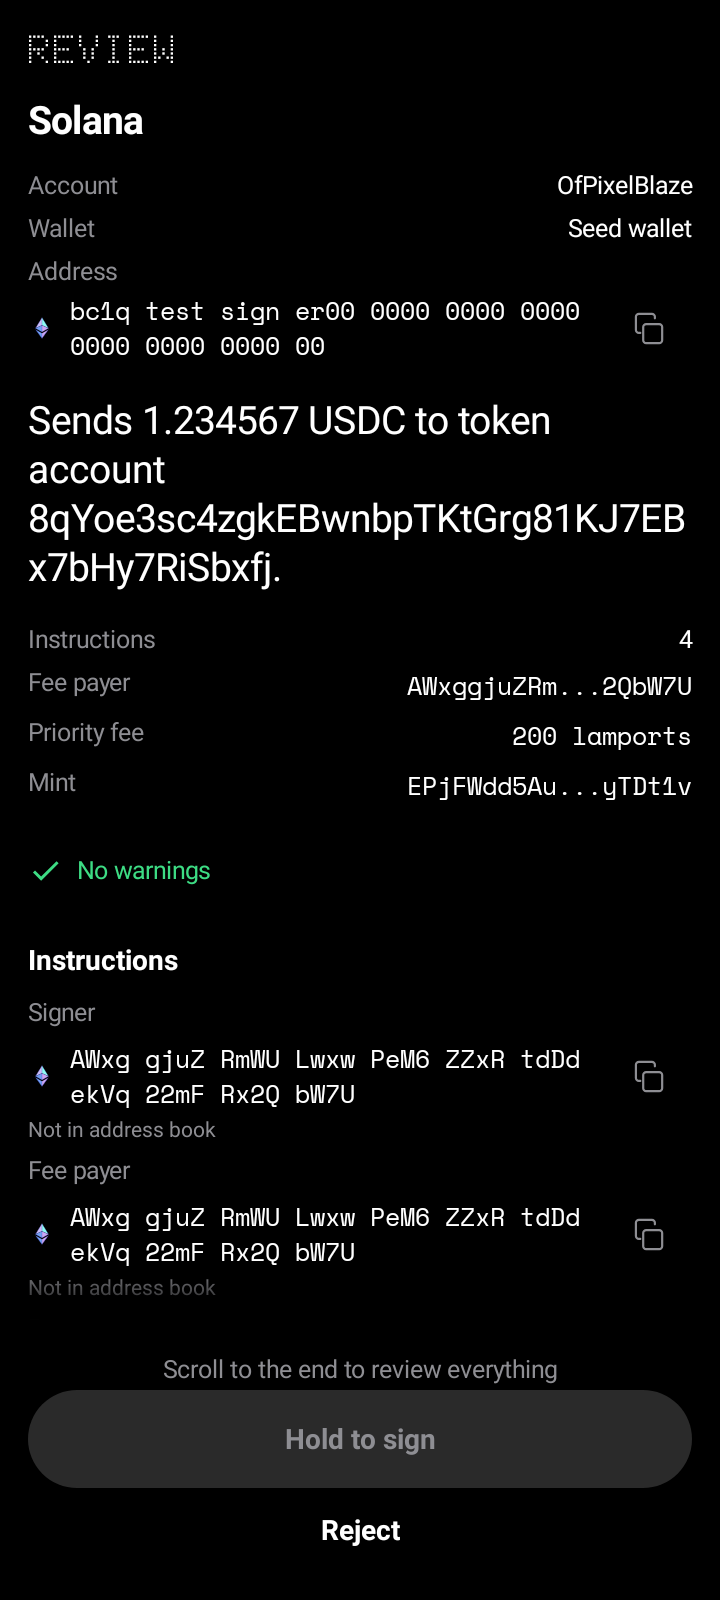 REVIEW
Solana
Account OfPixelBlaze
Wallet Seed wallet
Address
bc1q test sign er00 0000 0000 0000
0000 0000 0000 00
Sends 1.234567 USDC to token
account
8qYoe3sc4zgkEBwnbpTKtGrg81KJ7EB
x7bHy7RiSbxfj.
Instructions 4
Fee payer AWxggjuZRm...2QbW7U
Priority fee 200 lamports
Mint EPjFWdd5Au...yTDt1v
No warnings
Instructions
Signer
AWxg gjuZ RmWU Lwxw PeM6 ZZxR tdDd
ekVq 22mF Rx2Q bW7U
Not in address book
Fee payer
AWxg gjuZ RmWU Lwxw PeM6 ZZxR tdDd
ekVq 22mF Rx2Q bW7U
Not in address book
Scroll to the end to review everything
Hold to sign
Reject